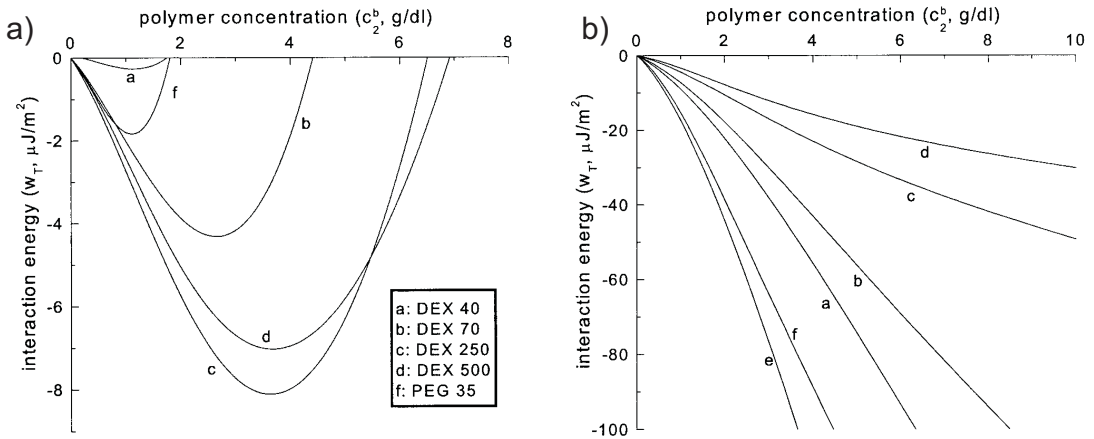 a)
polymer concentration (c₂ᵇ, g/dl)
0 2 4 6 8
interaction energy (w_T, μJ/m²)
0
-2
-4
-6
-8
a
f
b
d
c
a: DEX 40
b: DEX 70
c: DEX 250
d: DEX 500
f: PEG 35
b)
polymer concentration (c₂ᵇ, g/dl)
0 2 4 6 8 10
interaction energy (w_T, μJ/m²)
0
-20
-40
-60
-80
-100
d
c
b
a
f
e